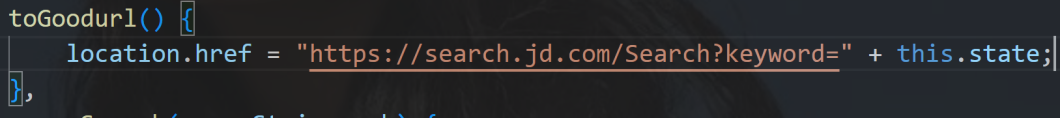 toGoodurl() {
location.href = "https://search.jd.com/Search?keyword=" + this.state;
},